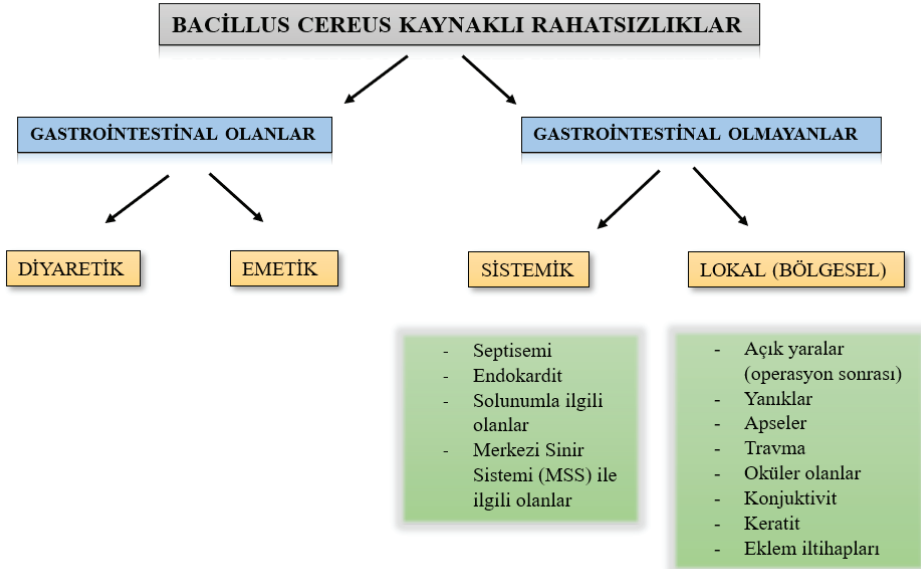 BACİLLUS CEREUS KAYNAKLI RAHATSIZLIKLAR
GASTROİNTESTİNAL OLANLAR
GASTROİNTESTİNAL OLMAYANLAR
DİYARETİK
EMETİK
SİSTEMİK
LOKAL (BÖLGESEL)
- Septisemi
- Endokardit
- Solunumla ilgili
olanlar
- Merkezi Sinir
Sistemi (MSS) ile
ilgili olanlar
- Açık yaralar
(operasyon sonrası)
- Yanıklar
- Apseler
- Travma
- Oküler olanlar
- Konjuktivit
- Keratit
- Eklem iltihapları